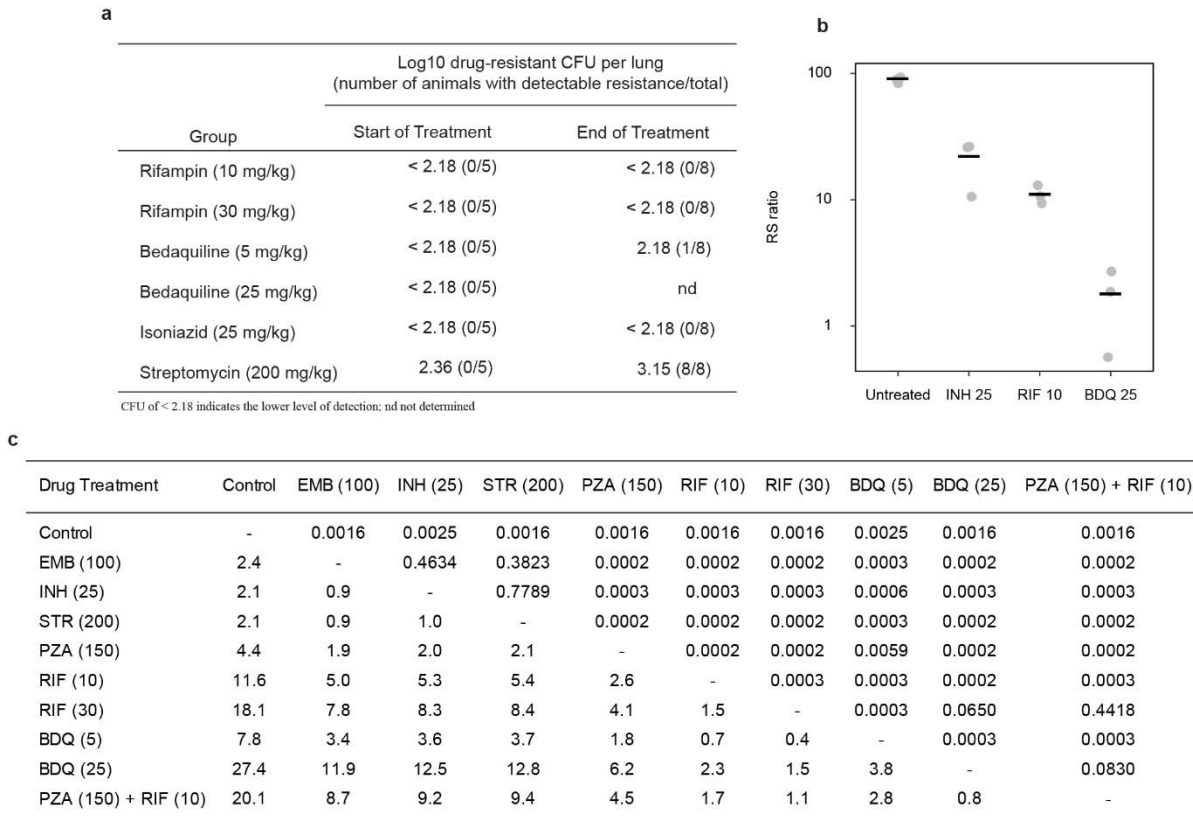 a
Log10 drug-resistant CFU per lung
(number of animals with detectable resistance/total)
Group Start of Treatment End of Treatment
Rifampin (10 mg/kg) < 2.18 (0/5) < 2.18 (0/8)
Rifampin (30 mg/kg) < 2.18 (0/5) < 2.18 (0/8)
Bedaquiline (5 mg/kg) < 2.18 (0/5) 2.18 (1/8)
Bedaquiline (25 mg/kg) < 2.18 (0/5) nd
Isoniazid (25 mg/kg) < 2.18 (0/5) < 2.18 (0/8)
Streptomycin (200 mg/kg) 2.36 (0/5) 3.15 (8/8)
CFU of < 2.18 indicates the lower level of detection; nd not determined
b
RS ratio
100
10
1
Untreated INH 25 RIF 10 BDQ 25
c
Drug Treatment Control EMB (100) INH (25) STR (200) PZA (150) RIF (10) RIF (30) BDQ (5) BDQ (25) PZA (150) + RIF (10)
Control - 0.0016 0.0025 0.0016 0.0016 0.0016 0.0016 0.0025 0.0016 0.0016
EMB (100) 2.4 - 0.4634 0.3823 0.0002 0.0002 0.0002 0.0003 0.0002 0.0002
INH (25) 2.1 0.9 - 0.7789 0.0003 0.0003 0.0003 0.0006 0.0003 0.0003
STR (200) 2.1 0.9 1.0 - 0.0002 0.0002 0.0002 0.0003 0.0002 0.0002
PZA (150) 4.4 1.9 2.0 2.1 - 0.0002 0.0002 0.0059 0.0002 0.0002
RIF (10) 11.6 5.0 5.3 5.4 2.6 - 0.0003 0.0003 0.0002 0.0003
RIF (30) 18.1 7.8 8.3 8.4 4.1 1.5 - 0.0003 0.0650 0.4418
BDQ (5) 7.8 3.4 3.6 3.7 1.8 0.7 0.4 - 0.0003 0.0003
BDQ (25) 27.4 11.9 12.5 12.8 6.2 2.3 1.5 3.8 - 0.0830
PZA (150) + RIF (10) 20.1 8.7 9.2 9.4 4.5 1.7 1.1 2.8 0.8 -